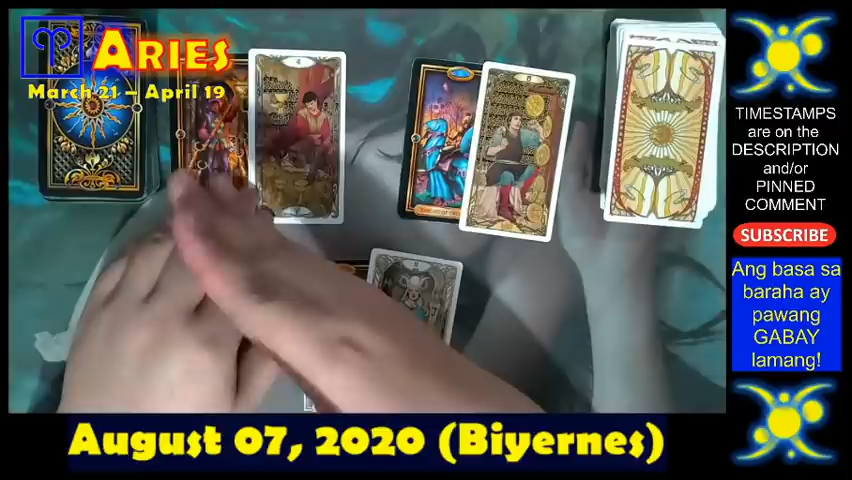 ARIES
March 21 – April 19
TIMESTAMPS
are on the
DESCRIPTION
and/or
PINNED
COMMENT
SUBSCRIBE
Ang basa sa
baraha ay
pawang
GABAY
lamang!
August 07, 2020 (Biyernes)